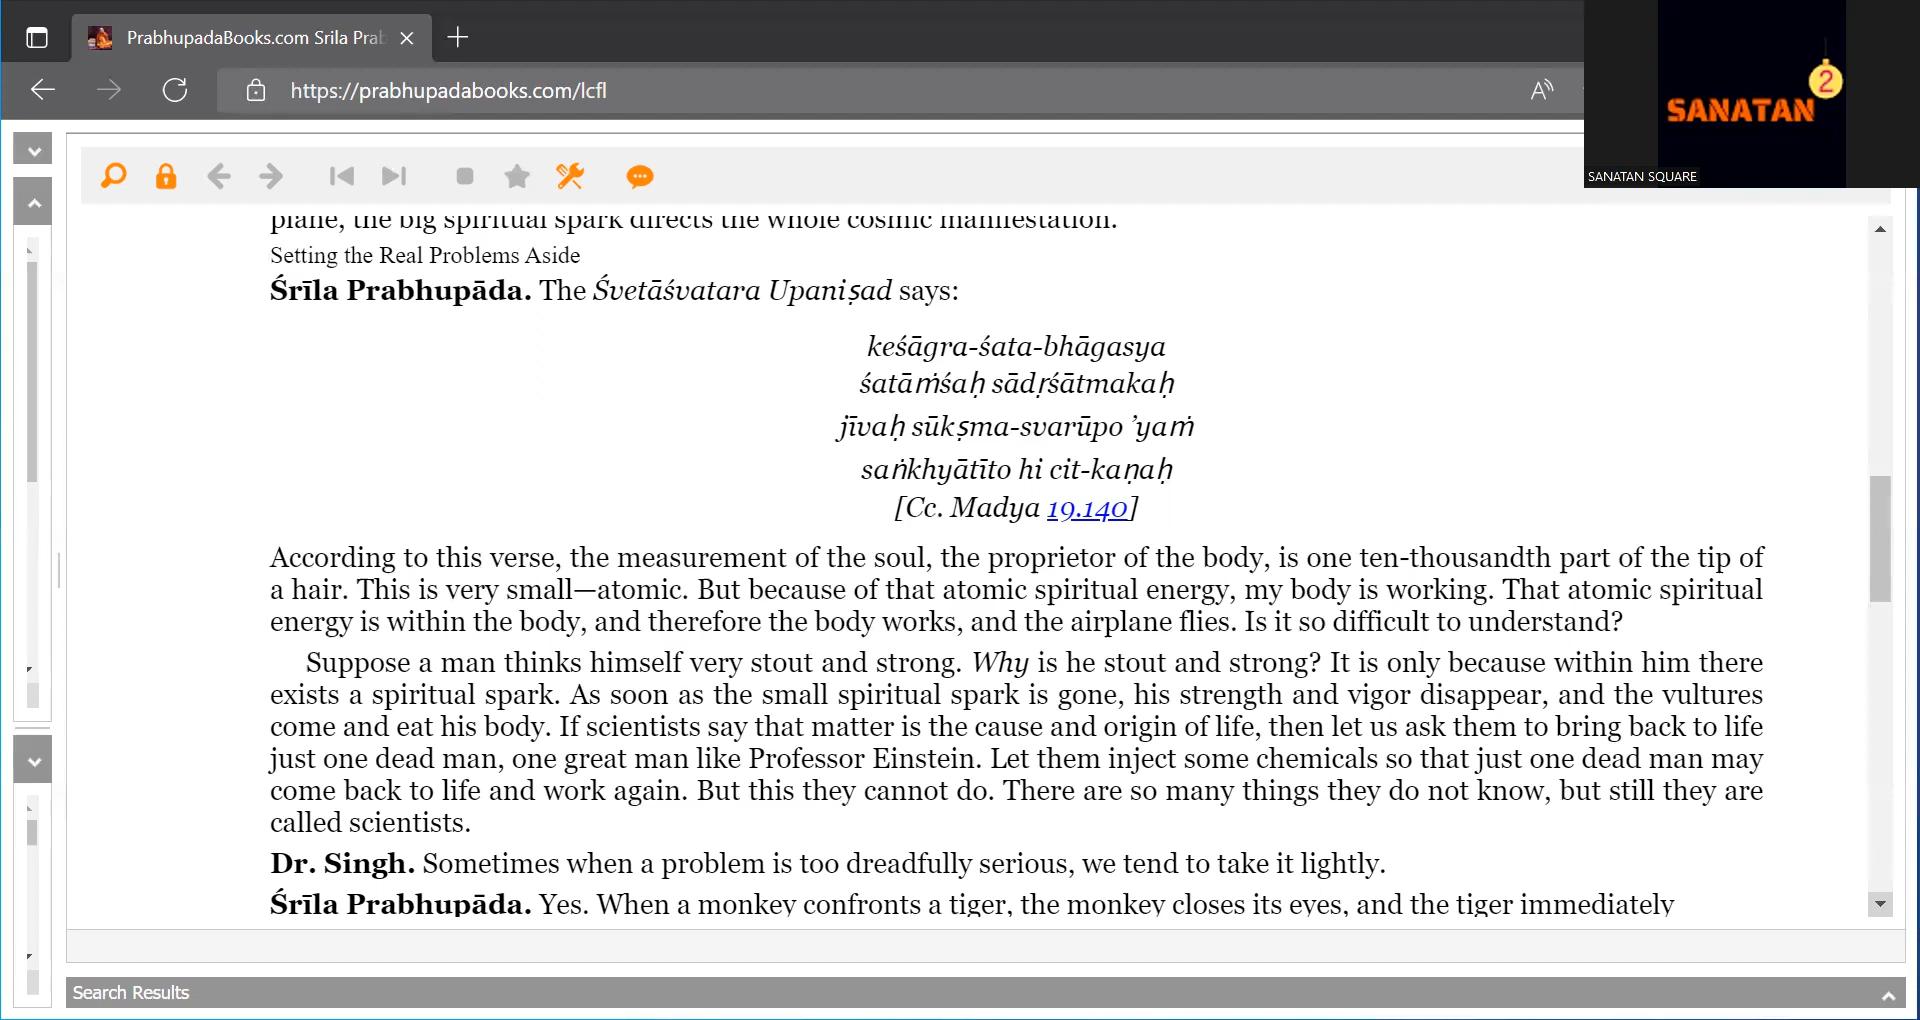 PrabhupadaBooks.com Srila Prab
https://prabhupadabooks.com/lcfl
SANATAN
2
SANATAN SQUARE
plane, the big spiritual spark directs the whole cosmic manifestation.
Setting the Real Problems Aside
Śrīla Prabhupāda. The Śvetāśvatara Upaniṣad says:
keśāgra-śata-bhāgasya
śatāṁśaḥ sādṛśātmakaḥ
jīvaḥ sūkṣma-svarūpo ’yaṁ
saṅkhyātīto hi cit-kaṇaḥ
[Cc. Madya 19.140]
According to this verse, the measurement of the soul, the proprietor of the body, is one ten-thousandth part of the tip of
a hair. This is very small—atomic. But because of that atomic spiritual energy, my body is working. That atomic spiritual
energy is within the body, and therefore the body works, and the airplane flies. Is it so difficult to understand?
Suppose a man thinks himself very stout and strong. Why is he stout and strong? It is only because within him there
exists a spiritual spark. As soon as the small spiritual spark is gone, his strength and vigor disappear, and the vultures
come and eat his body. If scientists say that matter is the cause and origin of life, then let us ask them to bring back to life
just one dead man, one great man like Professor Einstein. Let them inject some chemicals so that just one dead man may
come back to life and work again. But this they cannot do. There are so many things they do not know, but still they are
called scientists.
Dr. Singh. Sometimes when a problem is too dreadfully serious, we tend to take it lightly.
Śrīla Prabhupāda. Yes. When a monkey confronts a tiger, the monkey closes its eyes, and the tiger immediately
Search Results